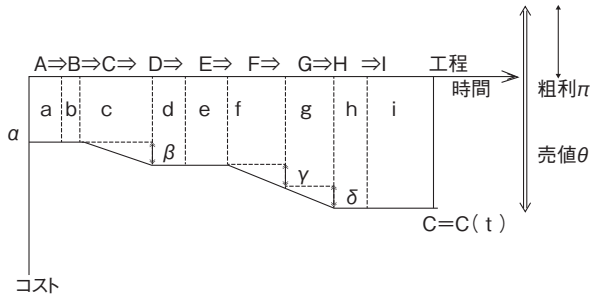 A⇒B⇒C⇒ D⇒ E⇒ F⇒ G⇒H ⇒I 工程
時間
粗利π
a b c d e f g h i
α
β
売値θ
γ
δ
C=C(t)
コスト